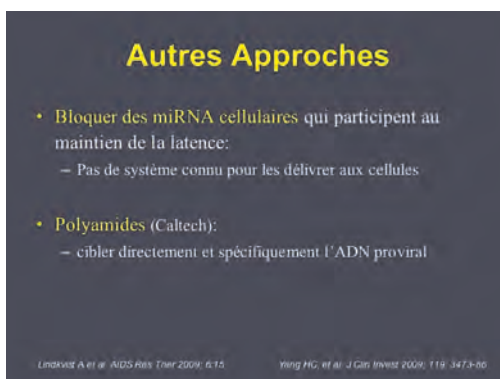 Autres Approches
• Bloquer des miRNA cellulaires qui participent au
maintien de la latence:
– Pas de système connu pour les délivrer aux cellules
• Polyamides (Caltech):
– cibler directement et spécifiquement l'ADN proviral
Lindkvist A et al. AIDS Res Ther 2009; 6:15
Yang HC, et al. J Clin Invest 2009; 119: 3473-86